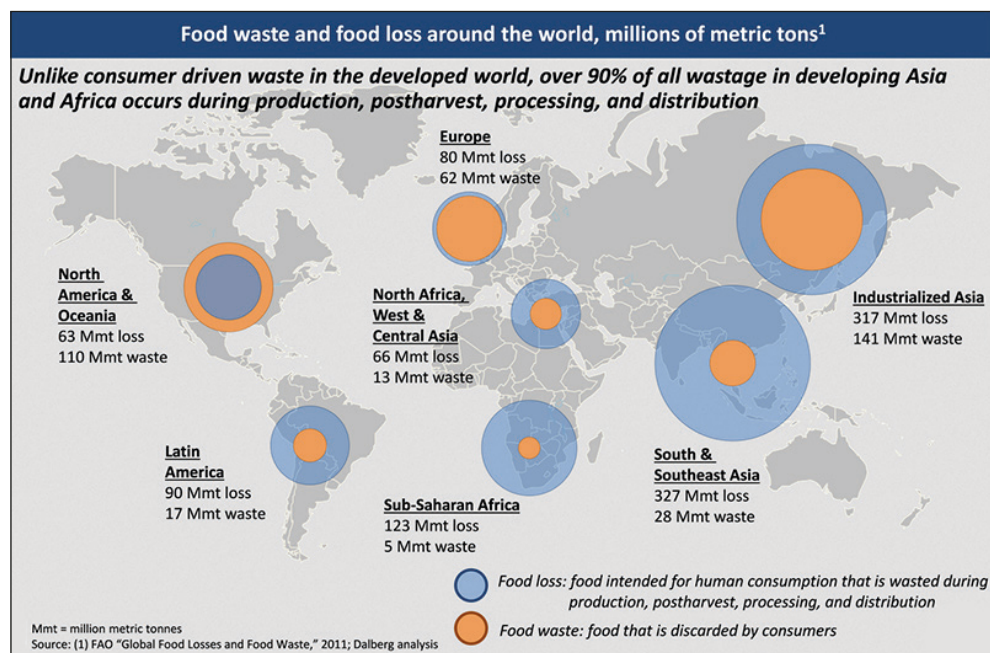 Food waste and food loss around the world, millions of metric tons1
Unlike consumer driven waste in the developed world, over 90% of all wastage in developing Asia
and Africa occurs during production, postharvest, processing, and distribution
Europe
80 Mmt loss
62 Mmt waste
North
America &
Oceania
63 Mmt loss
110 Mmt waste
North Africa,
West &
Central Asia
66 Mmt loss
13 Mmt waste
Industrialized Asia
317 Mmt loss
141 Mmt waste
Latin
America
90 Mmt loss
17 Mmt waste
Sub-Saharan Africa
123 Mmt loss
5 Mmt waste
South &
Southeast Asia
327 Mmt loss
28 Mmt waste
Food loss: food intended for human consumption that is wasted during
production, postharvest, processing, and distribution
Food waste: food that is discarded by consumers
Mmt = million metric tonnes
Source: (1) FAO “Global Food Losses and Food Waste,” 2011; Dalberg analysis